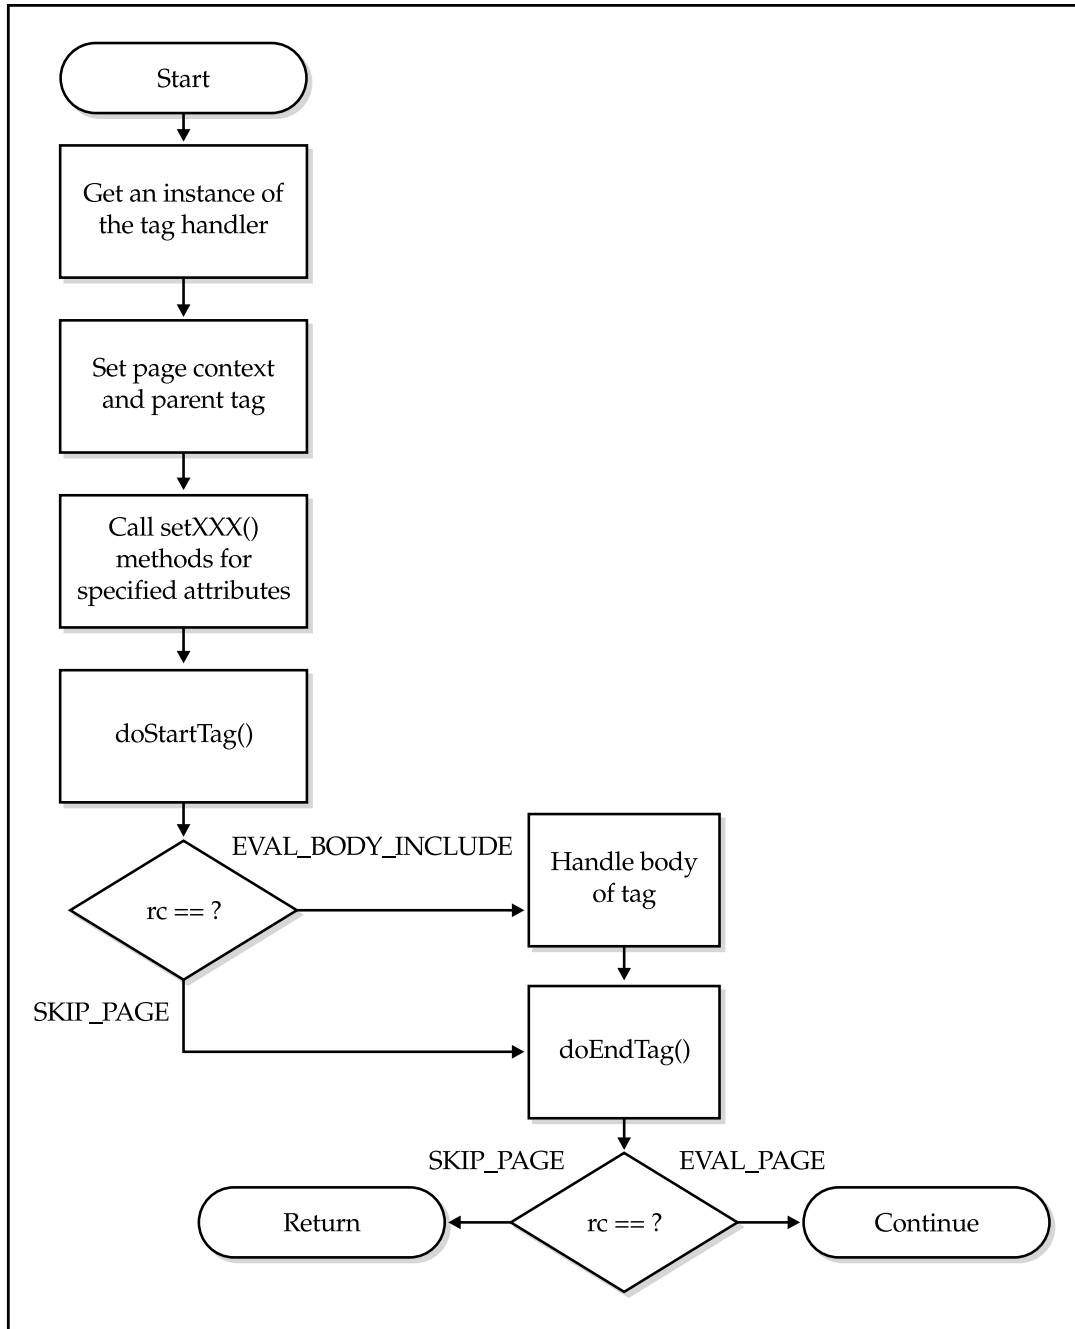 Start
Get an instance of
the tag handler
Set page context
and parent tag
Call setXXX()
methods for
specified attributes
doStartTag()
EVAL_BODY_INCLUDE
rc == ?
Handle body
of tag
SKIP_PAGE
doEndTag()
SKIP_PAGE
EVAL_PAGE
Return
rc == ?
Continue